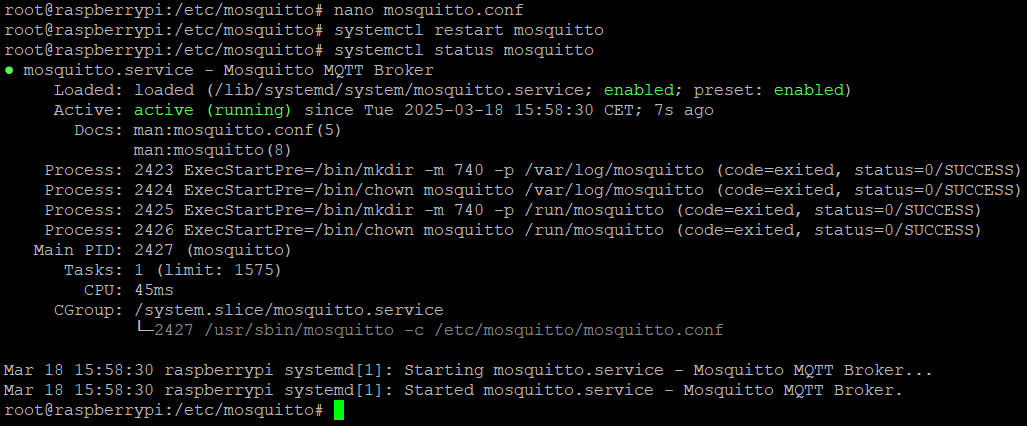 root@raspberrypi:/etc/mosquitto# nano mosquitto.conf
root@raspberrypi:/etc/mosquitto# systemctl restart mosquitto
root@raspberrypi:/etc/mosquitto# systemctl status mosquitto
● mosquitto.service - Mosquitto MQTT Broker
     Loaded: loaded (/lib/systemd/system/mosquitto.service; enabled; preset: enabled)
     Active: active (running) since Tue 2025-03-18 15:58:30 CET; 7s ago
       Docs: man:mosquitto.conf(5)
             man:mosquitto(8)
    Process: 2423 ExecStartPre=/bin/mkdir -m 740 -p /var/log/mosquitto (code=exited, status=0/SUCCESS)
    Process: 2424 ExecStartPre=/bin/chown mosquitto /var/log/mosquitto (code=exited, status=0/SUCCESS)
    Process: 2425 ExecStartPre=/bin/mkdir -m 740 -p /run/mosquitto (code=exited, status=0/SUCCESS)
    Process: 2426 ExecStartPre=/bin/chown mosquitto /run/mosquitto (code=exited, status=0/SUCCESS)
   Main PID: 2427 (mosquitto)
      Tasks: 1 (limit: 1575)
        CPU: 45ms
     CGroup: /system.slice/mosquitto.service
             └─2427 /usr/sbin/mosquitto -c /etc/mosquitto/mosquitto.conf

Mar 18 15:58:30 raspberrypi systemd[1]: Starting mosquitto.service - Mosquitto MQTT Broker...
Mar 18 15:58:30 raspberrypi systemd[1]: Started mosquitto.service - Mosquitto MQTT Broker.
root@raspberrypi:/etc/mosquitto#